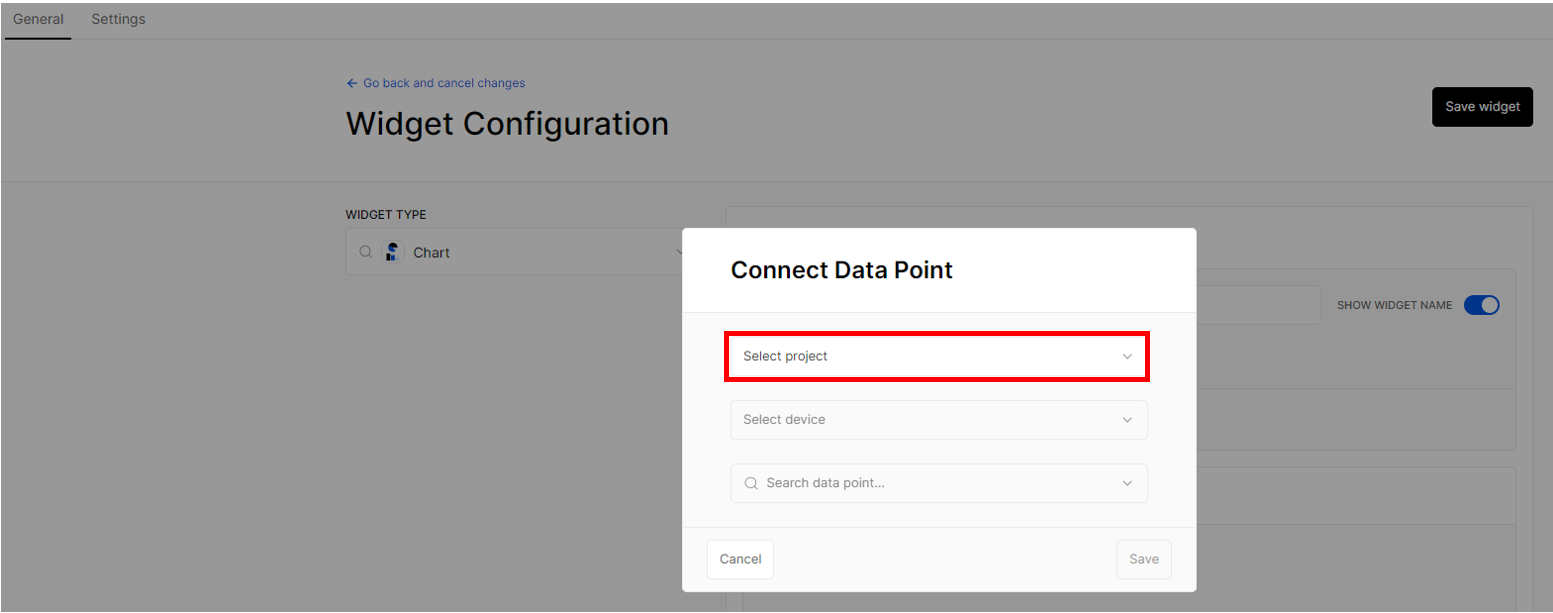 General Settings
← Go back and cancel changes
Widget Configuration
Save widget
WIDGET TYPE
Chart
Connect Data Point
SHOW WIDGET NAME
Select project
Select device
Search data point...
Cancel Save